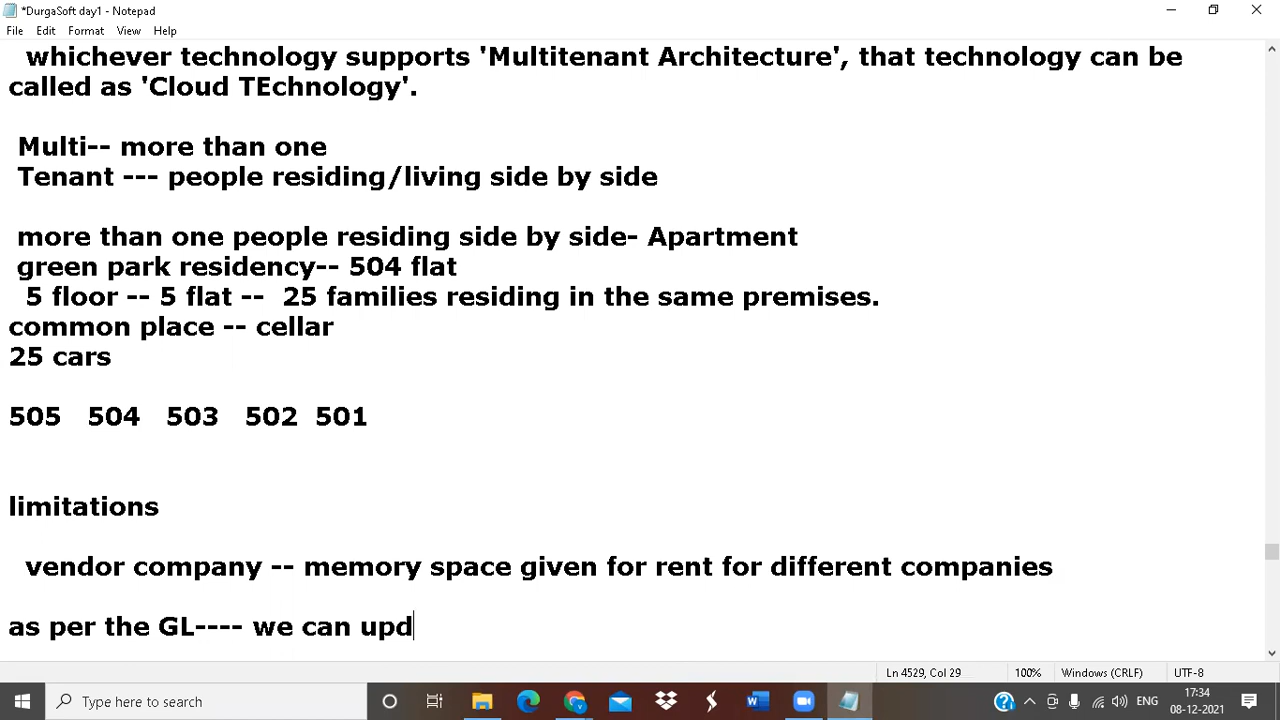 *DurgaSoft day1 - Notepad
File Edit Format View Help
whichever technology supports 'Multitenant Architecture', that technology can be
called as 'Cloud TEchnology'.
Multi-- more than one
Tenant --- people residing/living side by side
more than one people residing side by side- Apartment
green park residency-- 504 flat
5 floor -- 5 flat -- 25 families residing in the same premises.
common place -- cellar
25 cars
505 504 503 502 501
limitations
vendor company -- memory space given for rent for different companies
as per the GL---- we can upd
Ln 4529, Col 29 100% Windows (CRLF) UTF-8
Type here to search
ENG
17:34
08-12-2021